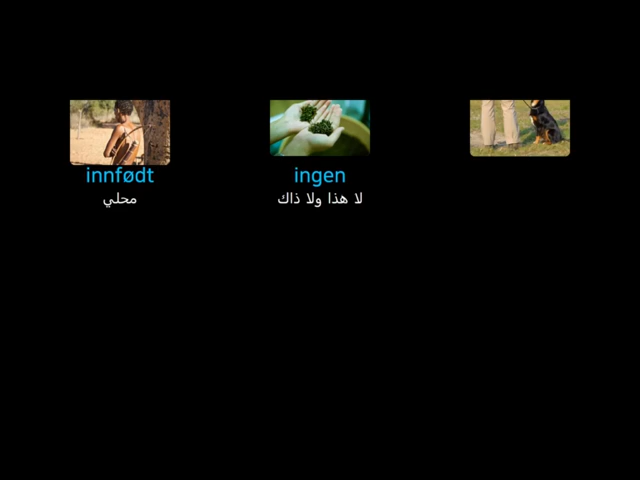 innfødt
محلي
ingen
لا هذا ولا ذاك